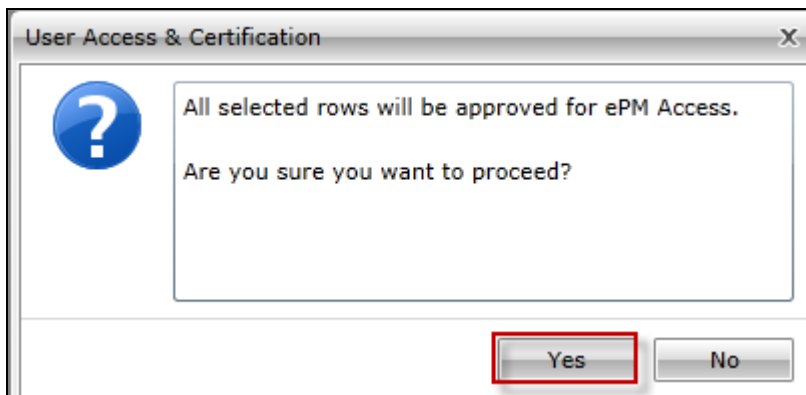 User Access & Certification
All selected rows will be approved for ePM Access.
Are you sure you want to proceed?
Yes No